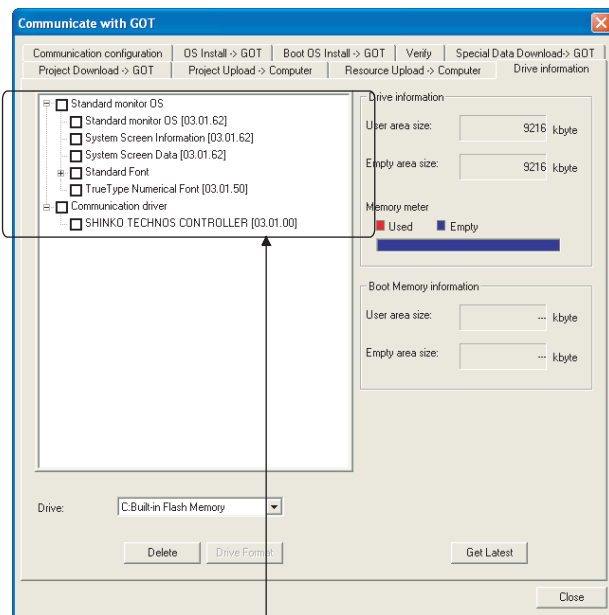 Communicate with GOT
Communication configuration OS Install -> GOT Boot OS Install -> GOT Verify Special Data Download-> GOT
Project Download -> GOT Project Upload -> Computer Resource Upload -> Computer Drive information
Standard monitor OS
Standard monitor OS [03.01.62]
System Screen Information [03.01.62]
System Screen Data [03.01.62]
Standard Font
TrueType Numerical Font [03.01.50]
Communication driver
SHINKO TECHNOS CONTROLLER [03.01.00]
Drive information
User area size: 9216 kbyte
Empty area size: 9216 kbyte
Memory meter
Used Empty
Boot Memory information
User area size: ... kbyte
Empty area size: ... kbyte
Drive: C:Built-in Flash Memory
Delete Drive Format Get Latest
Close